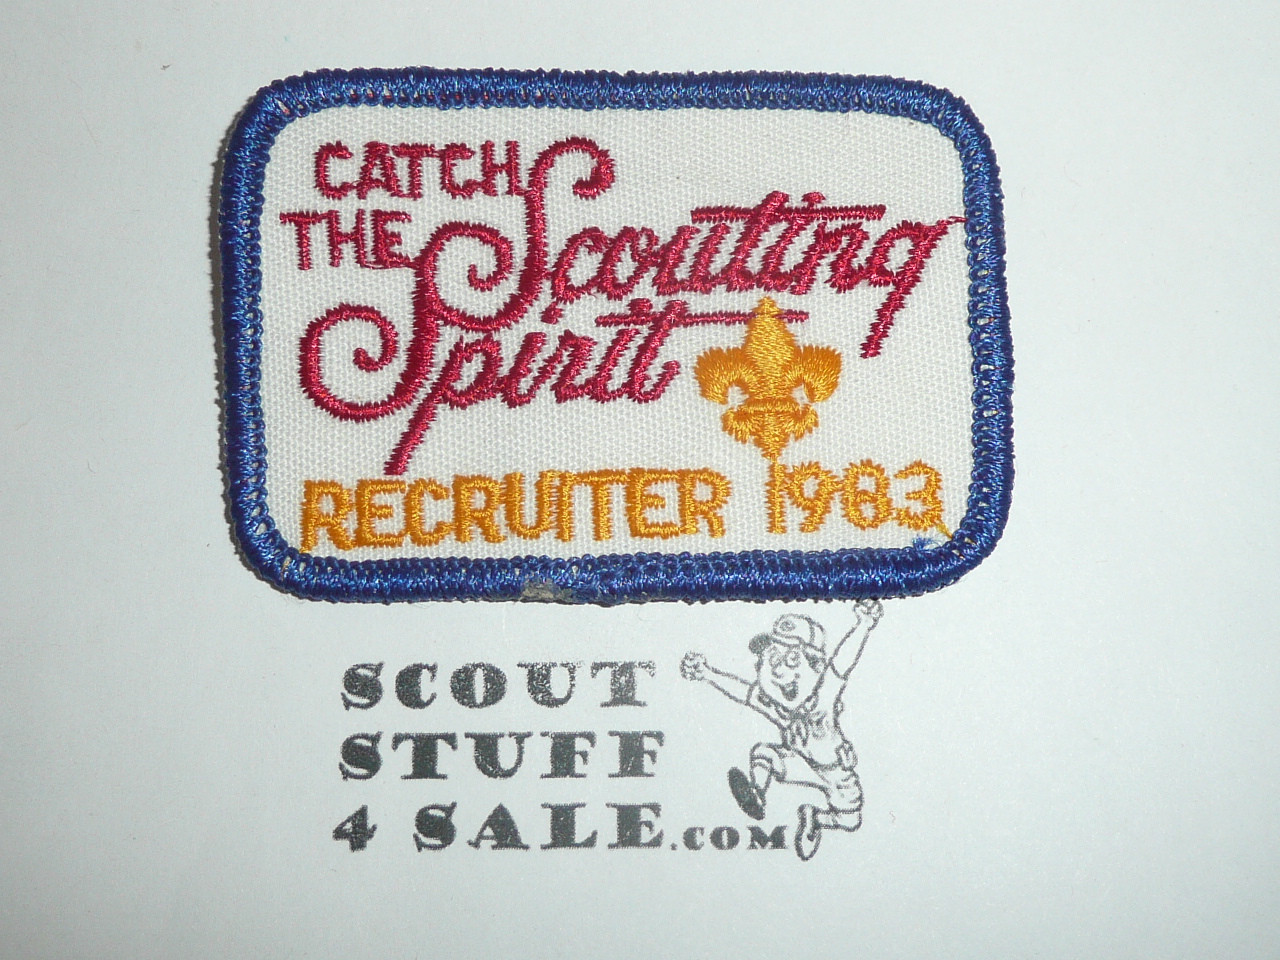 CATCH
THE Scouting
Spirit
RECRUITER 1983
SCOUT
STUFF
4 SALE.COM